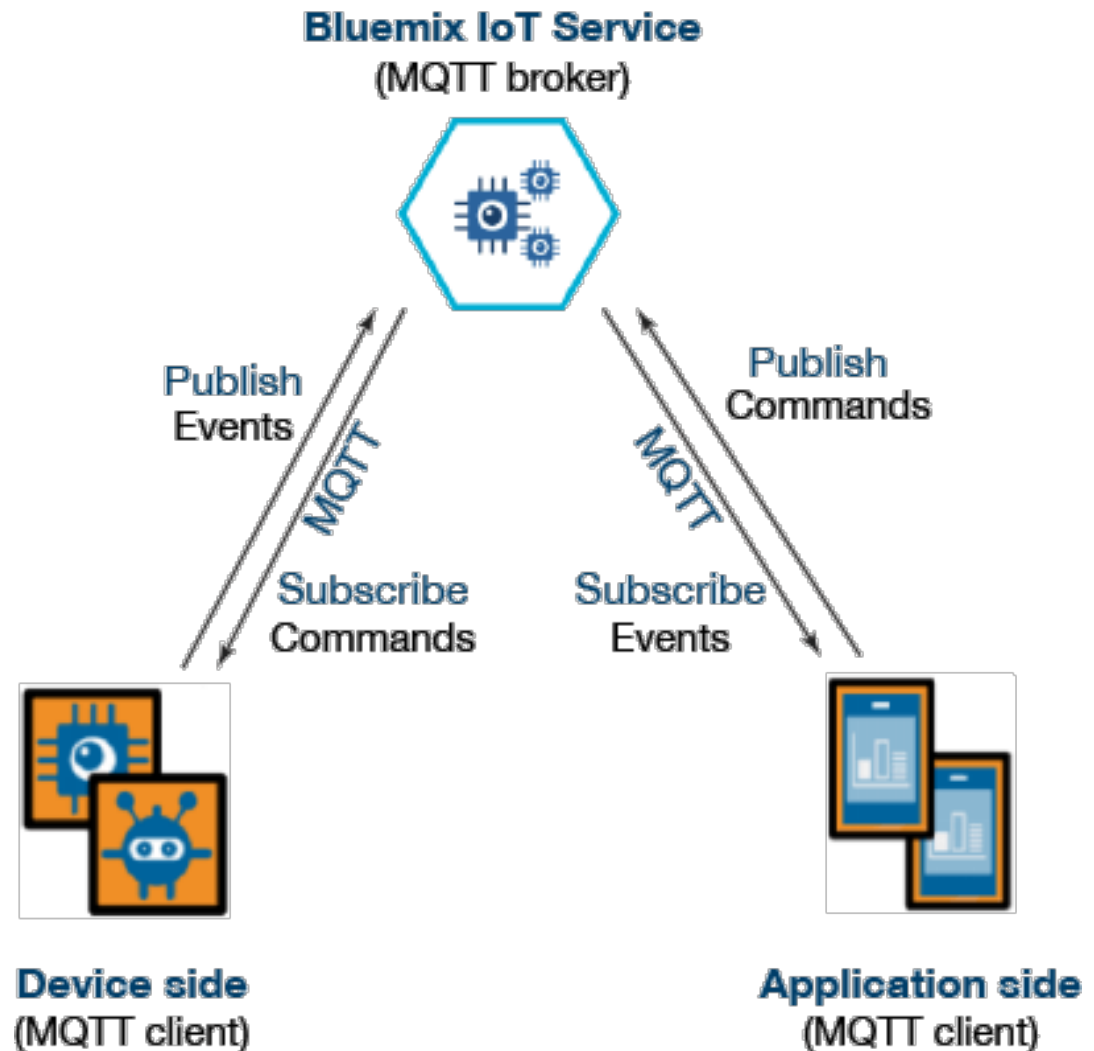 Bluemix IoT Service
(MQTT broker)
Publish
Events
MQTT
Subscribe
Commands
Publish
Commands
MQTT
Subscribe
Events
Device side
(MQTT client)
Application side
(MQTT client)